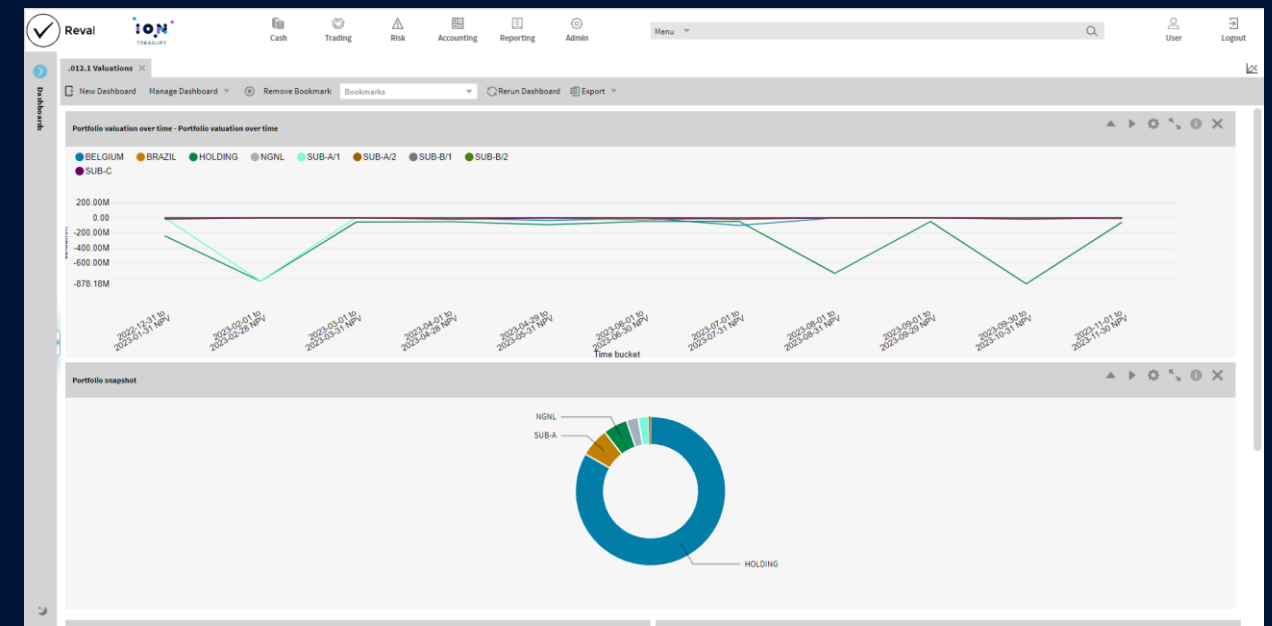 Reval
ION
TREASURY
Cash
Trading
Risk
Accounting
Reporting
Admin
Menu
User
Logout
.012.1 Valuations
Dashboards
New Dashboard Manage Dashboard Remove Bookmark Bookmarks Rerun Dashboard Export
Portfolio valuation over time - Portfolio valuation over time
BELGIUM BRAZIL HOLDING NGNL SUB-A/1 SUB-A/2 SUB-B/1 SUB-B/2
SUB-C
200.00M
0.00
-200.00M
-400.00M
-600.00M
-878.18M
2022-12-31 to
2023-01-31 NPV
2023-02-01 to
2023-02-28 NPV
2023-03-01 to
2023-03-31 NPV
2023-04-01 to
2023-04-28 NPV
2023-04-29 to
2023-05-31 NPV
2023-06-01 to
2023-06-30 NPV
2023-07-01 to
2023-07-31 NPV
2023-08-01 to
2023-08-31 NPV
2023-09-01 to
2023-09-29 NPV
2023-09-30 to
2023-10-31 NPV
2023-11-01 to
2023-11-30 NPV
Time bucket
Portfolio snapshot
NGNL
SUB-A
HOLDING